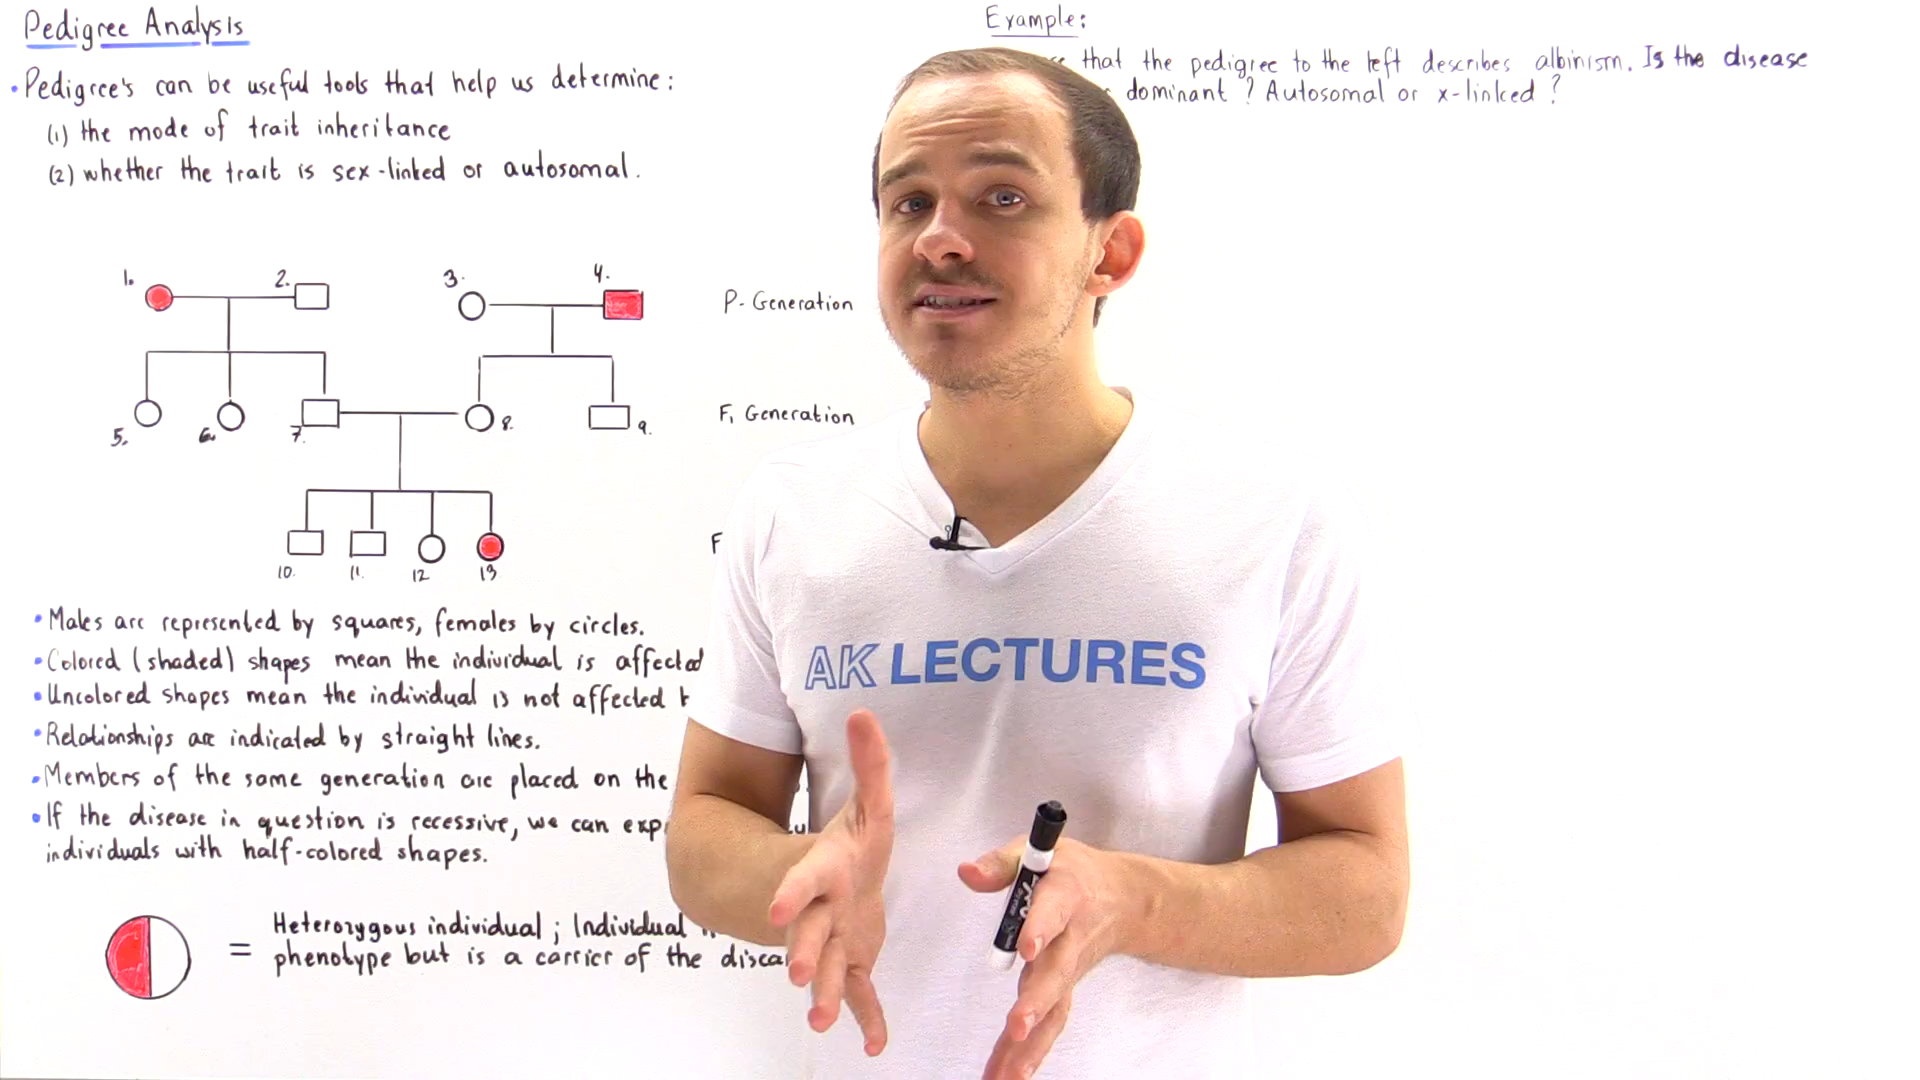 Pedigree Analysis
• Pedigree's can be useful tools that help us determine:
(1) the mode of trait inheritance
(2) whether the trait is sex-linked or autosomal.
1. 2. 3. 4. P- Generation
5. 6. 7. 8. 9. F₁ Generation
F
10. 11. 12 13
• Males are represented by squares, females by circles.
• Colored (shaded) shapes mean the individual is affected
• Uncolored shapes mean the individual is not affected
• Relationships are indicated by straight lines.
• Members of the same generation are placed on the
• If the disease in question is recessive, we can
individuals with half-colored shapes.
= Heterozygous individual; Individual
phenotype but is a carrier of the
Example:
that the pedigree to the left describes albinism. Is the disease
dominant? Autosomal or x-linked?
AK LECTURES